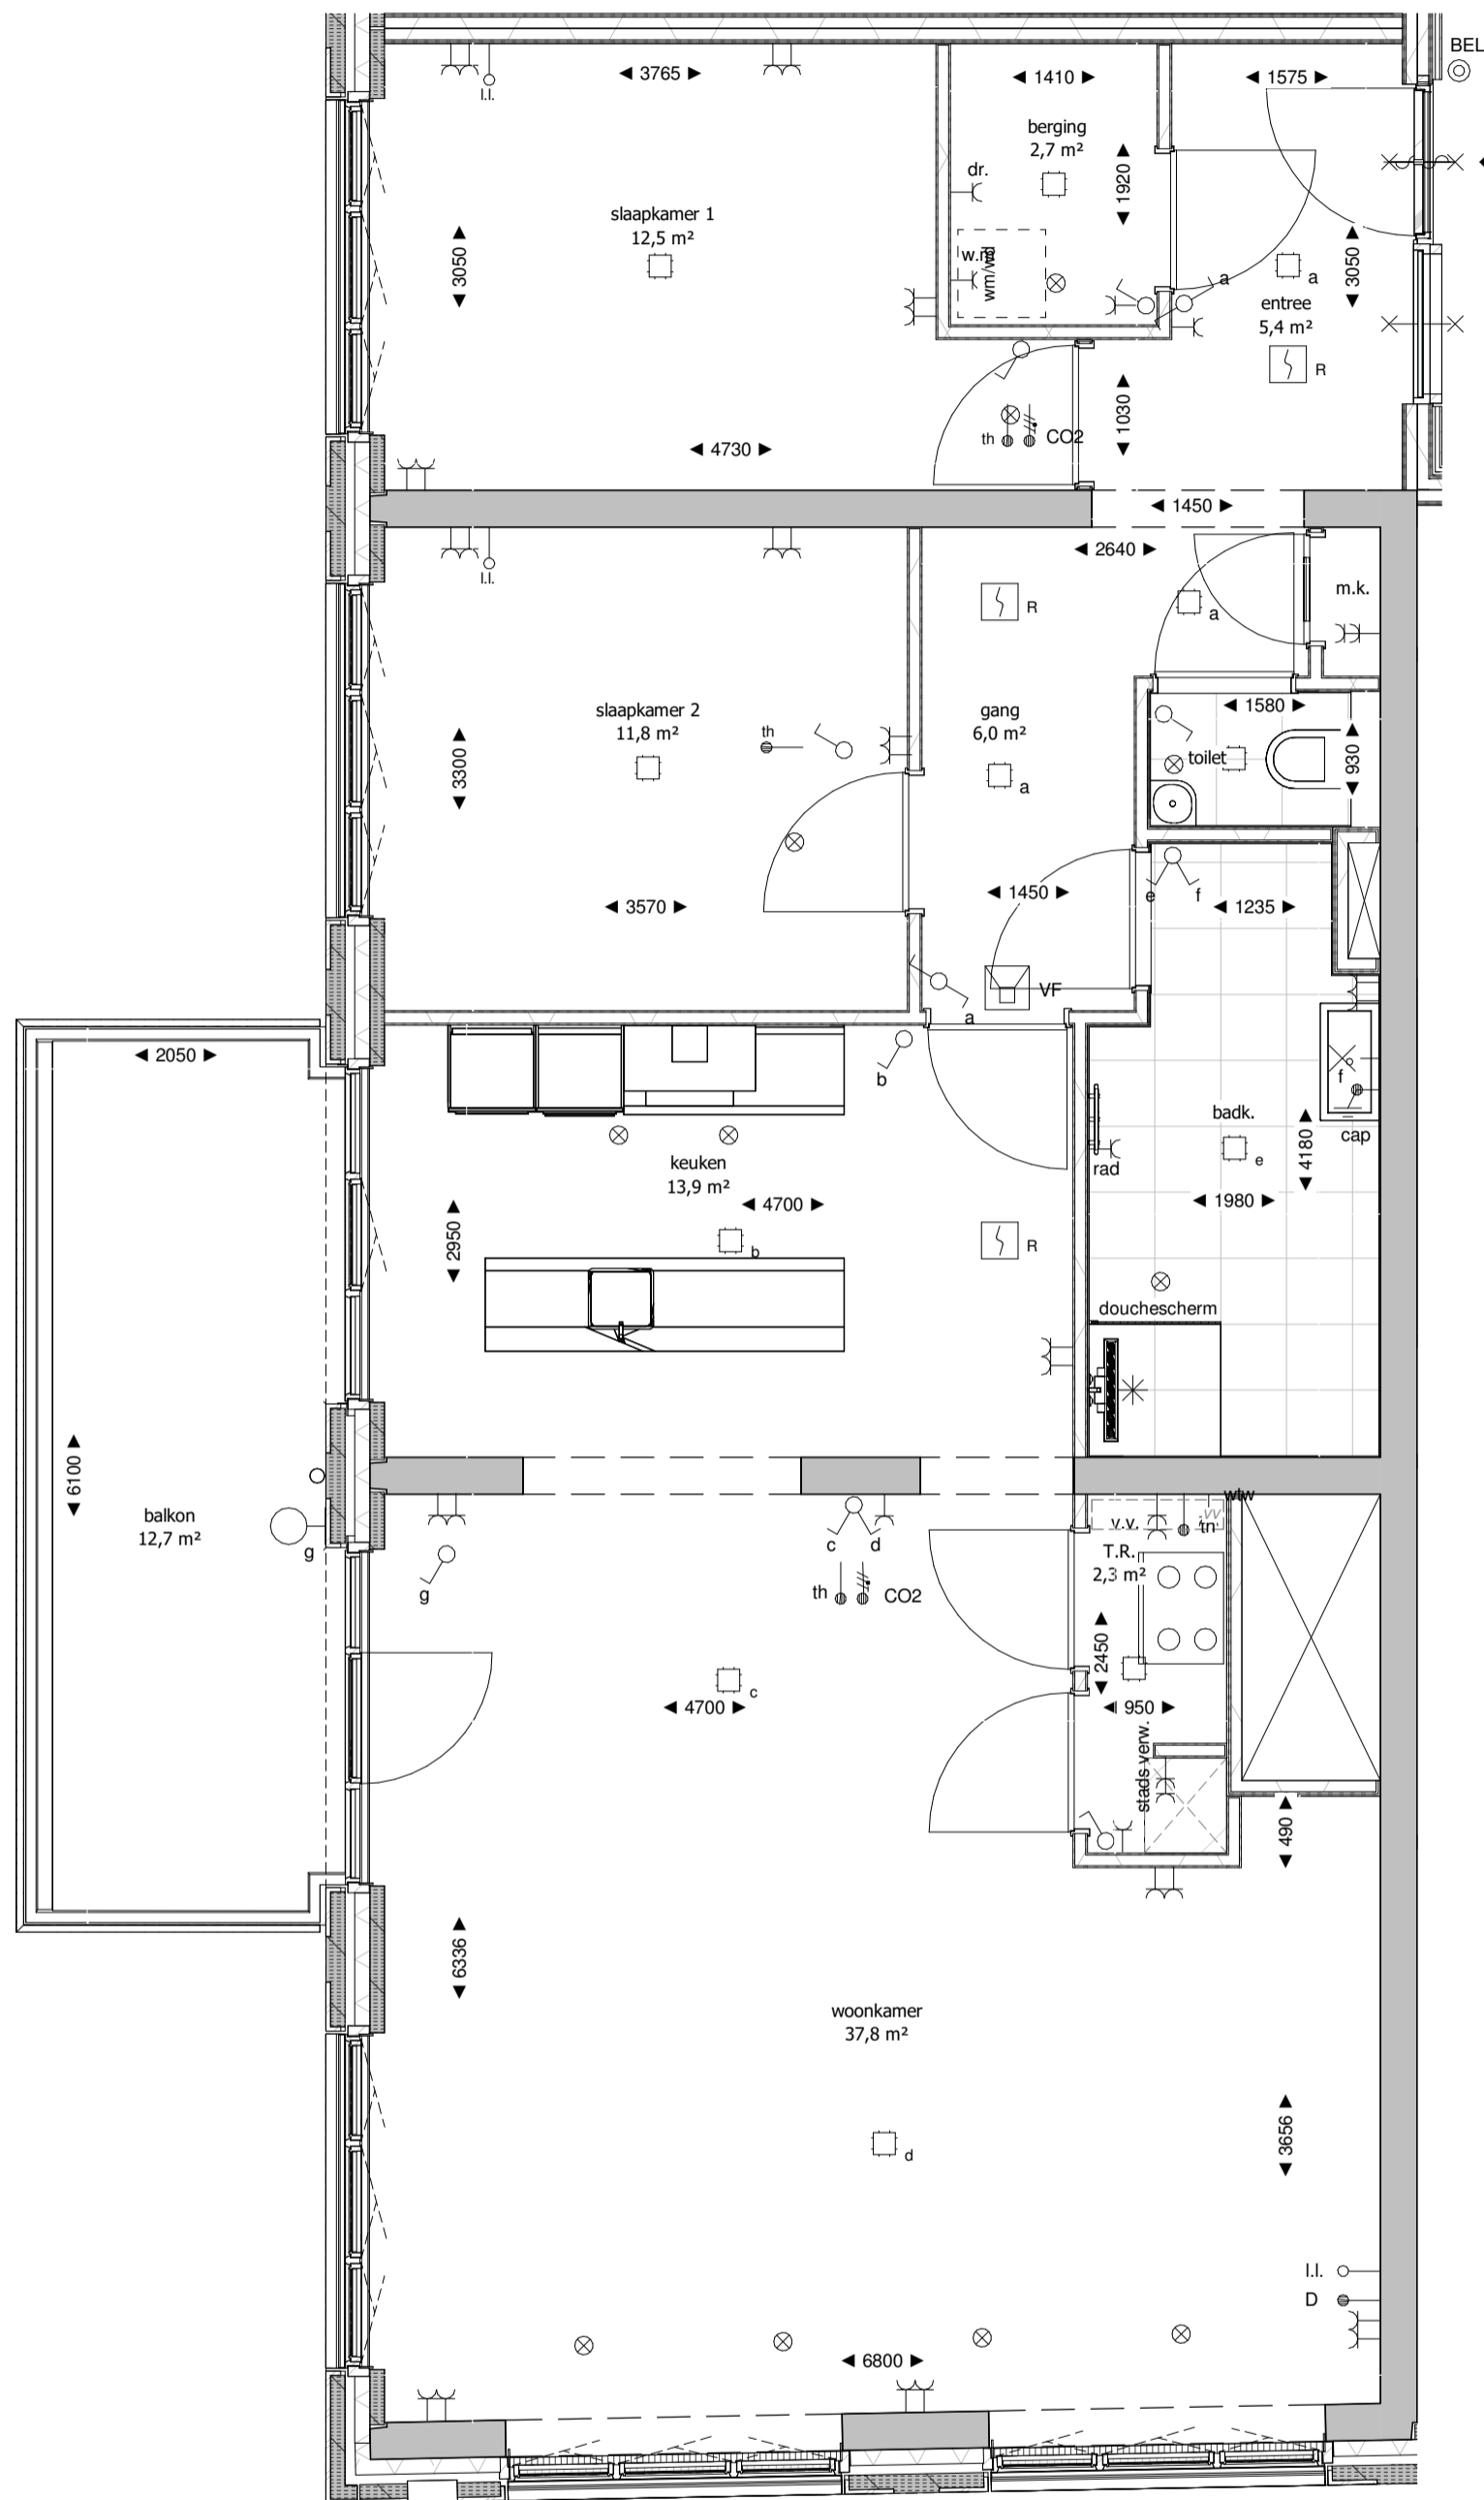 BEL
◄ 3765 ►
◄ 1410 ►
◄ 1575 ►
l.l.
berging
2,7 m²
dr.
◄ 1920 ►
slaapkamer 1
12,5 m²
w.m
wm/wd
◄ 3050 ►
a
a
◄ 3050 ►
entree
5,4 m²
R
◄ 1030 ►
th
CO2
◄ 4730 ►
◄ 1450 ►
◄ 2640 ►
l.l.
m.k.
R
a
slaapkamer 2
11,8 m²
gang
6,0 m²
◄ 1580 ►
th
toilet
◄ 930 ►
◄ 3300 ►
a
◄ 1450 ►
e
f
◄ 3570 ►
◄ 1235 ►
VF
a
◄ 2050 ►
b
f
badk.
cap
◄ 4180 ►
keuken
13,9 m²
rad
e
◄ 4700 ►
◄ 1980 ►
◄ 2950 ►
b
R
douchescherm
◄ 6100 ►
wtw
balkon
12,7 m²
v.v.
vv
c
d
g
T.R.
2,3 m²
g
th
CO2
◄ 2450 ►
c
◄ 4700 ►
◄ 950 ►
stads verw.
◄ 490 ►
◄ 6336 ►
woonkamer
37,8 m²
◄ 3656 ►
d
l.l.
D
◄ 6800 ►